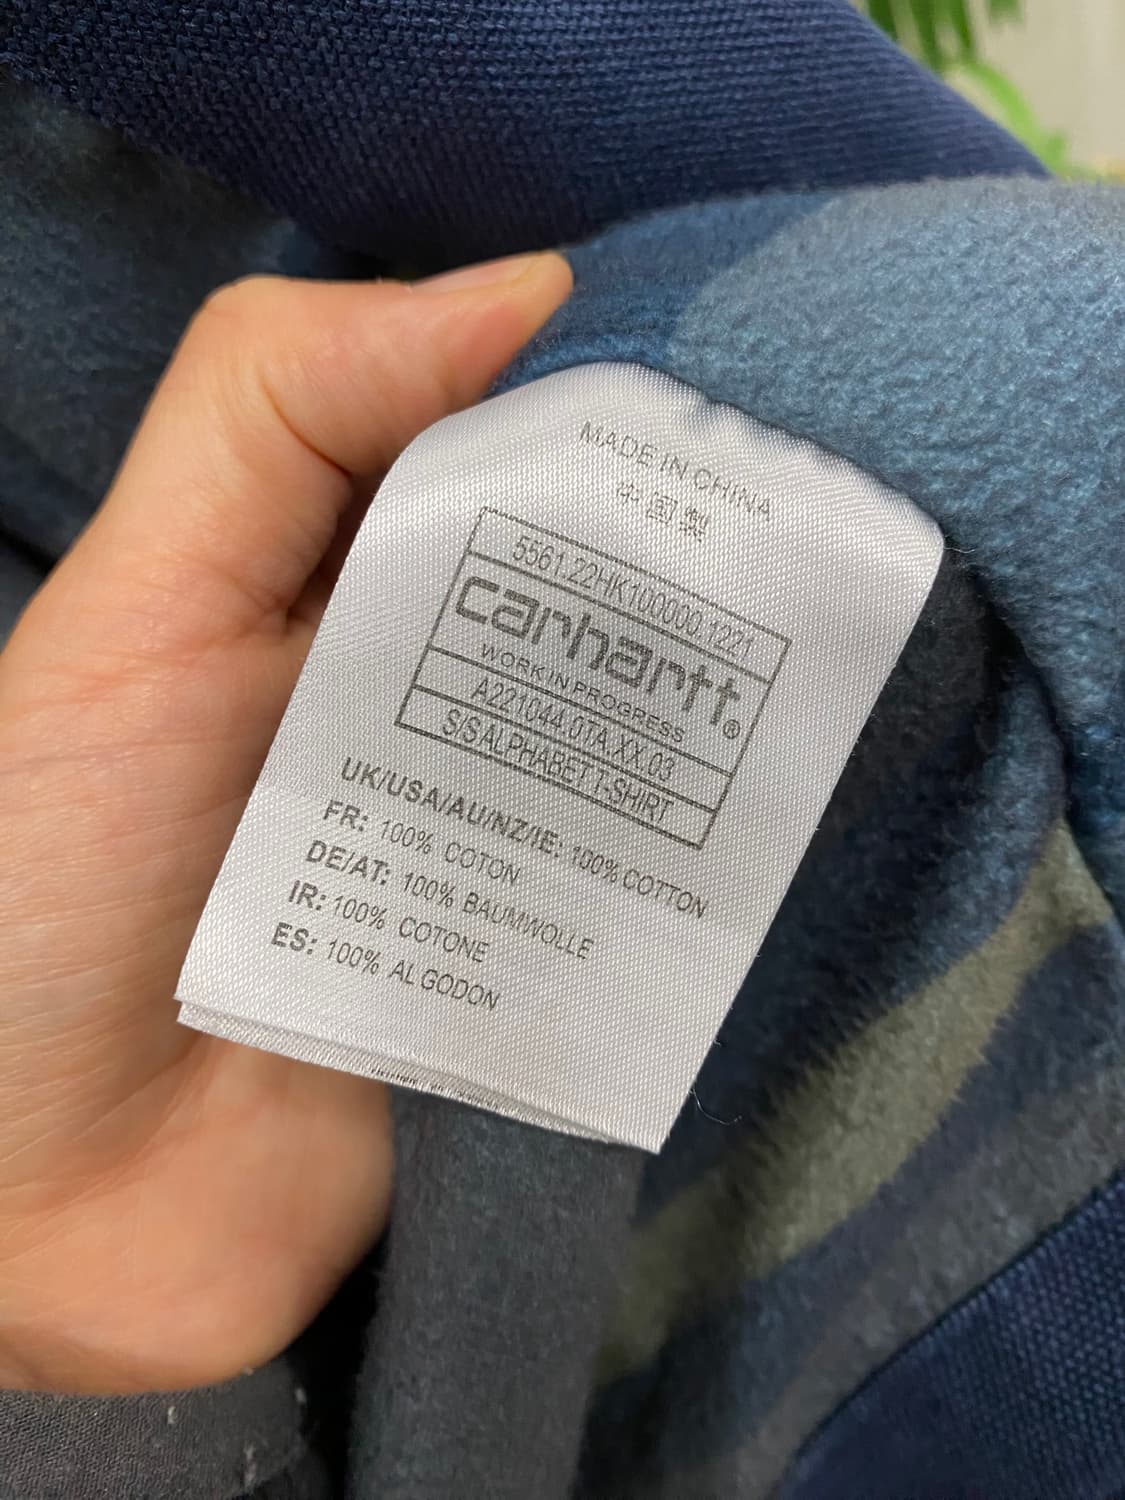 MADE IN CHINA
中国製
5561.22HK100000.1221
carhartt®
WORK IN PROGRESS
A221044.0TA.XX.03
S/S ALPHABET T-SHIRT
UK/USA/AU/NZ/IE: 100% COTTON
FR: 100% COTON
DE/AT: 100% BAUMWOLLE
IR: 100% COTONE
ES: 100% AL GODON